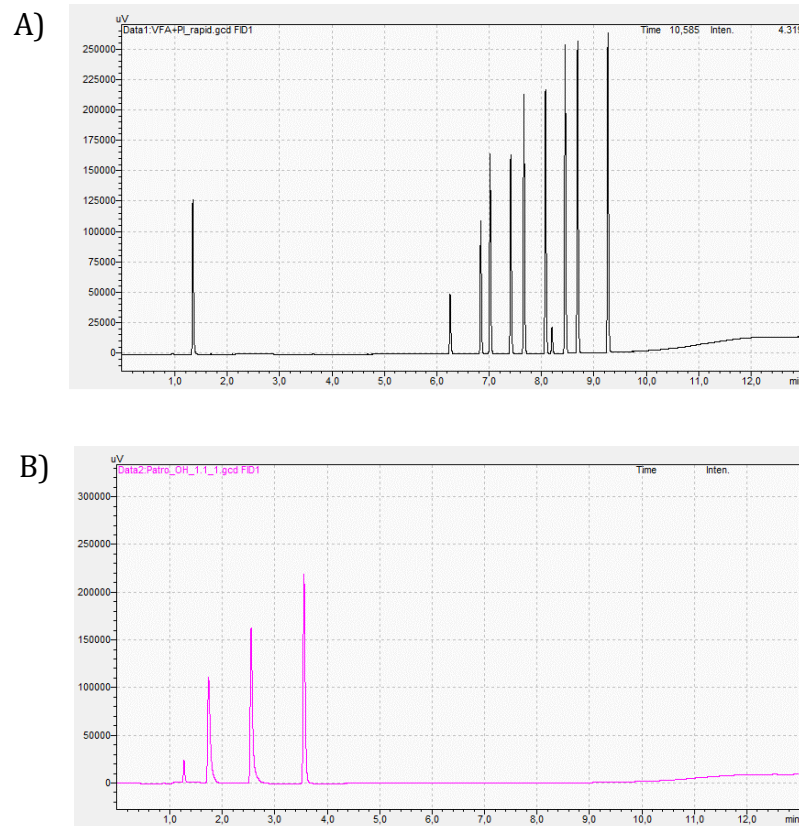 A)
uV
Data1:VFA+PI_rapid.gcd FID1 Time 10,585 Inten. 4.319
250000
225000
200000
175000
150000
125000
100000
75000
50000
25000
0
1,0 2,0 3,0 4,0 5,0 6,0 7,0 8,0 9,0 10,0 11,0 12,0 min
B)
uV
Data2:Patro_OH_1.1_1.gcd FID1 Time Inten.
300000
250000
200000
150000
100000
50000
0
1,0 2,0 3,0 4,0 5,0 6,0 7,0 8,0 9,0 10,0 11,0 12,0 min